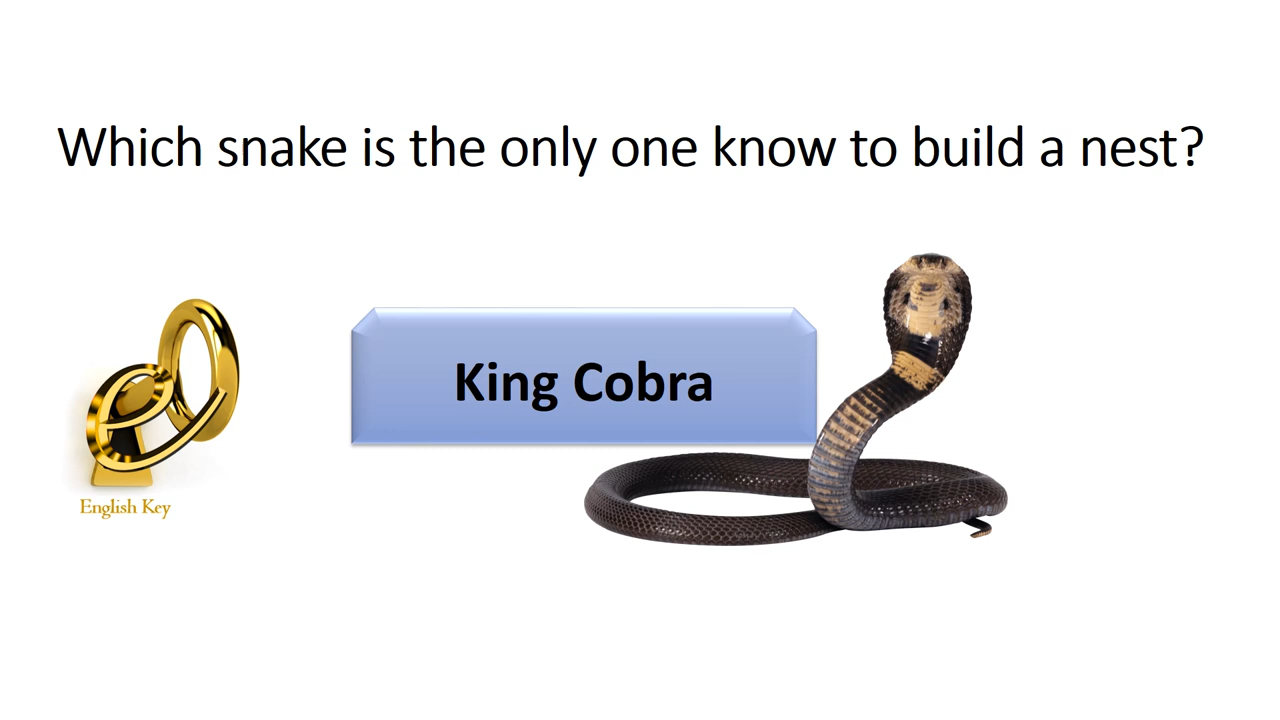 Which snake is the only one know to build a nest?
King Cobra
English Key